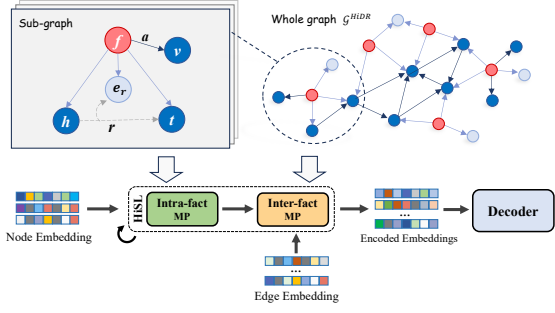 Sub-graph
f
a
v
e_r
h
r
t
Whole graph 𝒢^{HiDR}
HSL
Intra-fact
MP
Inter-fact
MP
Decoder
Node Embedding
Encoded Embeddings
...
...
Edge Embedding